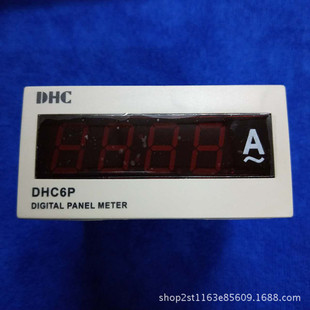 DHC
A
~
DHC6P
DIGITAL PANEL METER
shop2st1163e85609.1688.com